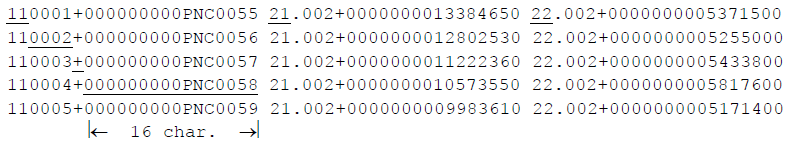 110001+000000000PNC0055 21.002+0000000013384650 22.002+0000000005371500
110002+000000000PNC0056 21.002+0000000012802530 22.002+0000000005255000
110003+000000000PNC0057 21.002+0000000011222360 22.002+0000000005433800
110004+000000000PNC0058 21.002+0000000010573550 22.002+0000000005817600
110005+000000000PNC0059 21.002+0000000009983610 22.002+0000000005171400
|← 16 char. →|